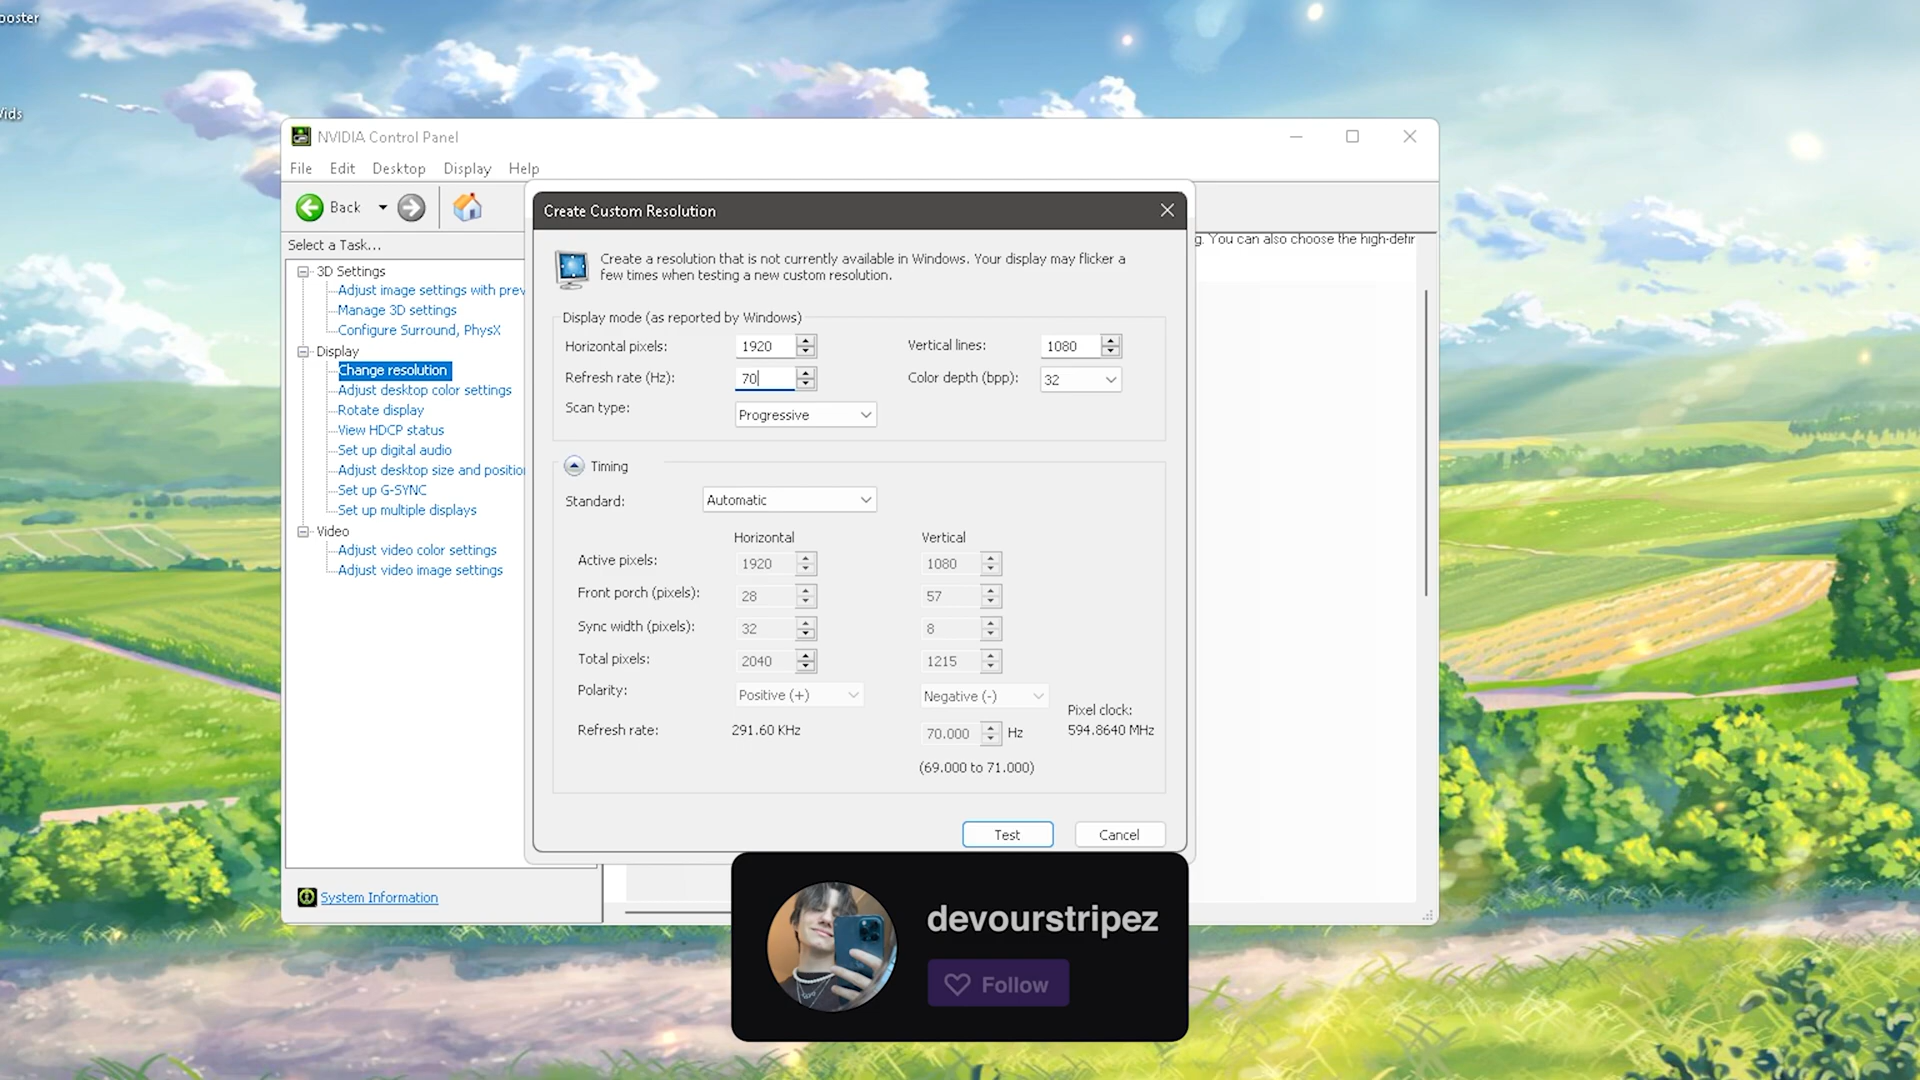 ooster
Vids
NVIDIA Control Panel
File Edit Desktop Display Help
Back
Select a Task...
3D Settings
Adjust image settings with prev
Manage 3D settings
Configure Surround, PhysX
Display
Change resolution
Adjust desktop color settings
Rotate display
View HDCP status
Set up digital audio
Adjust desktop size and positio
Set up G-SYNC
Set up multiple displays
Video
Adjust video color settings
Adjust video image settings
System Information
g. You can also choose the high-defir
Create Custom Resolution
Create a resolution that is not currently available in Windows. Your display may flicker a
few times when testing a new custom resolution.
Display mode (as reported by Windows)
Horizontal pixels: 1920 Vertical lines: 1080
Refresh rate (Hz): 70 Color depth (bpp): 32
Scan type: Progressive
Timing
Standard: Automatic
Horizontal Vertical
Active pixels: 1920 1080
Front porch (pixels): 28 57
Sync width (pixels): 32 8
Total pixels: 2040 1215
Polarity: Positive (+) Negative (-)
Pixel clock:
Refresh rate: 291.60 KHz 70.000 Hz 594.8640 MHz
(69.000 to 71.000)
Test Cancel
devourstripez
Follow